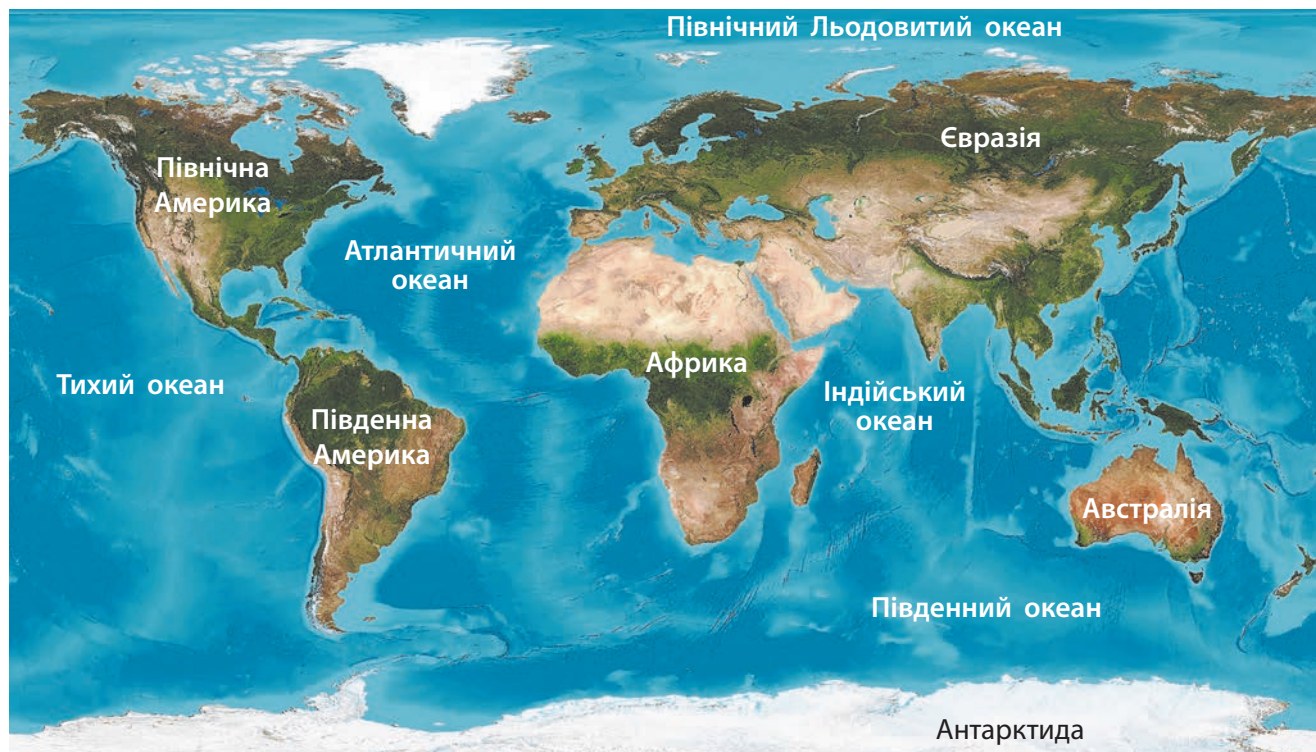 Північний Льодовитий океан
Євразія
Північна
Америка
Атлантичний
океан
Африка
Тихий океан
Індійський
океан
Південна
Америка
Австралія
Південний океан
Антарктида